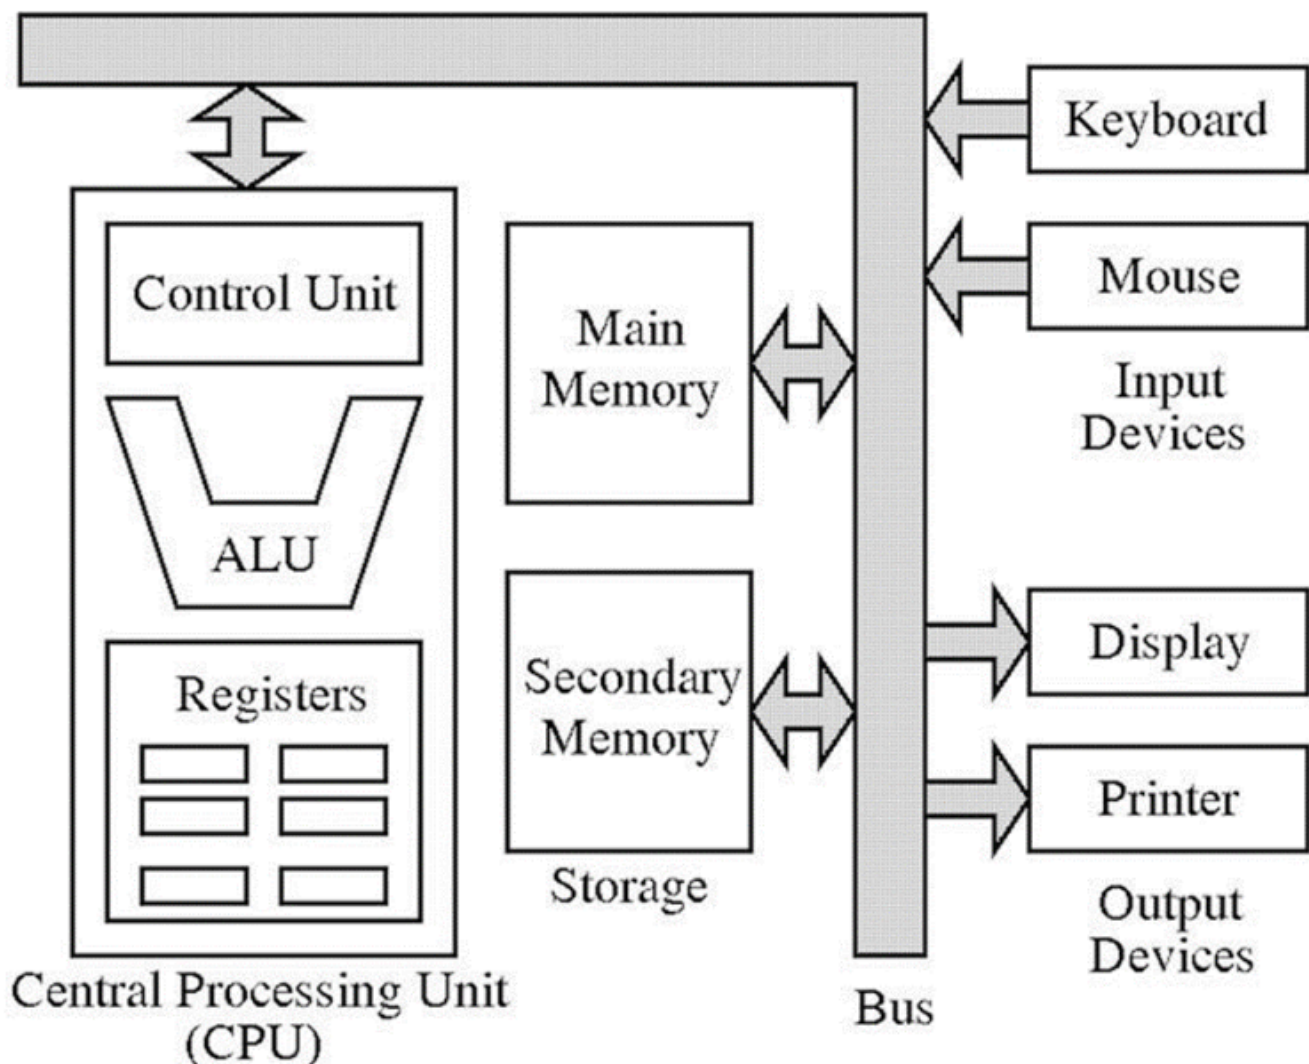 Keyboard
Control Unit
Mouse
Main
Memory
Input
Devices
ALU
Display
Secondary
Memory
Registers
Printer
Storage
Output
Devices
Central Processing Unit
(CPU)
Bus